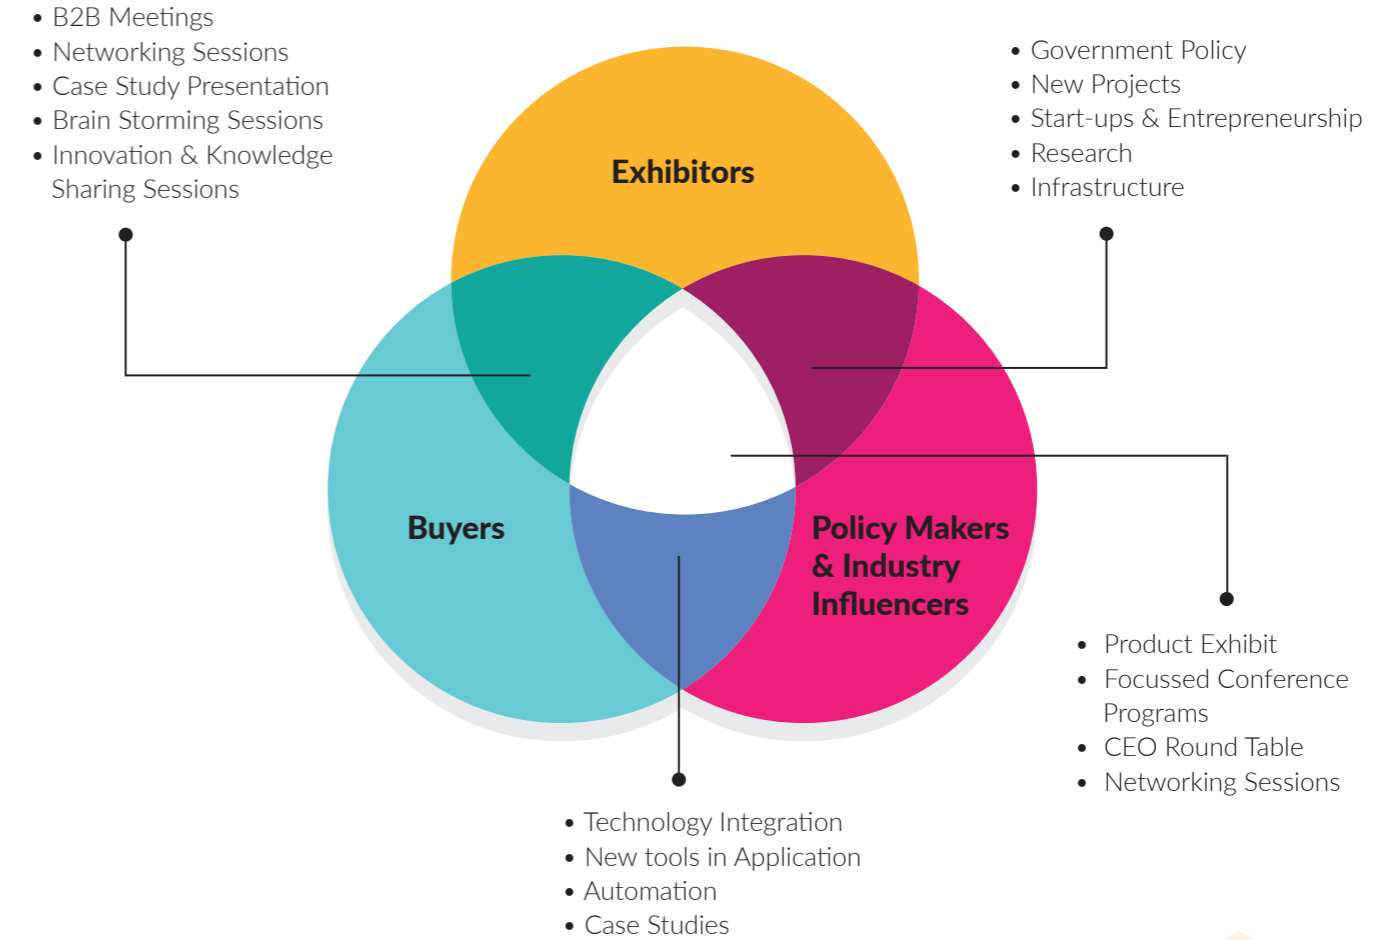 • B2B Meetings
• Networking Sessions
• Case Study Presentation
• Brain Storming Sessions
• Innovation & Knowledge
Sharing Sessions
• Government Policy
• New Projects
• Start-ups & Entrepreneurship
• Research
• Infrastructure
Exhibitors
Buyers
Policy Makers
& Industry
Influencers
• Product Exhibit
• Focussed Conference
Programs
• CEO Round Table
• Networking Sessions
• Technology Integration
• New tools in Application
• Automation
• Case Studies